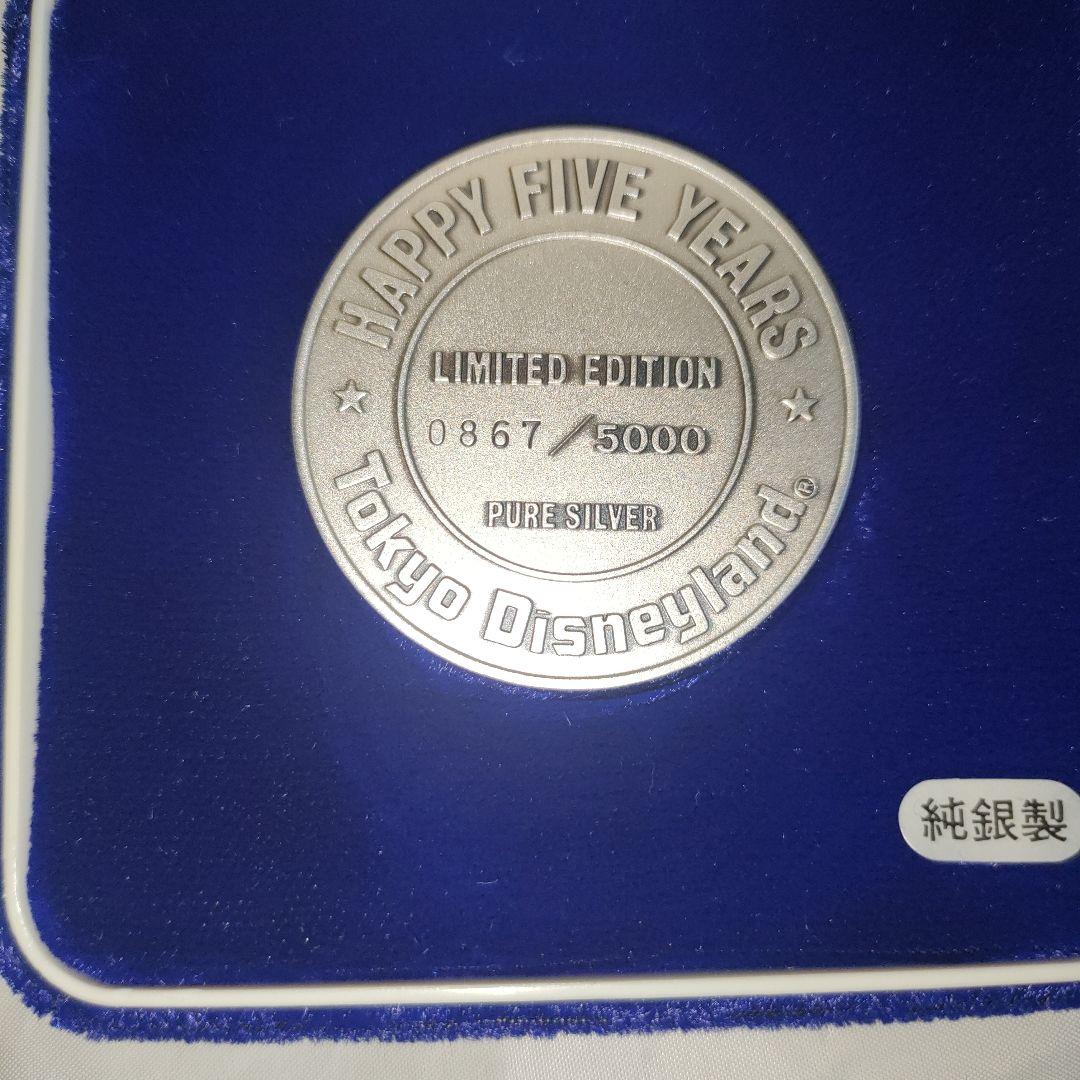 HAPPY FIVE YEARS
LIMITED EDITION
0867/5000
PURE SILVER
Tokyo Disneyland®
純銀製